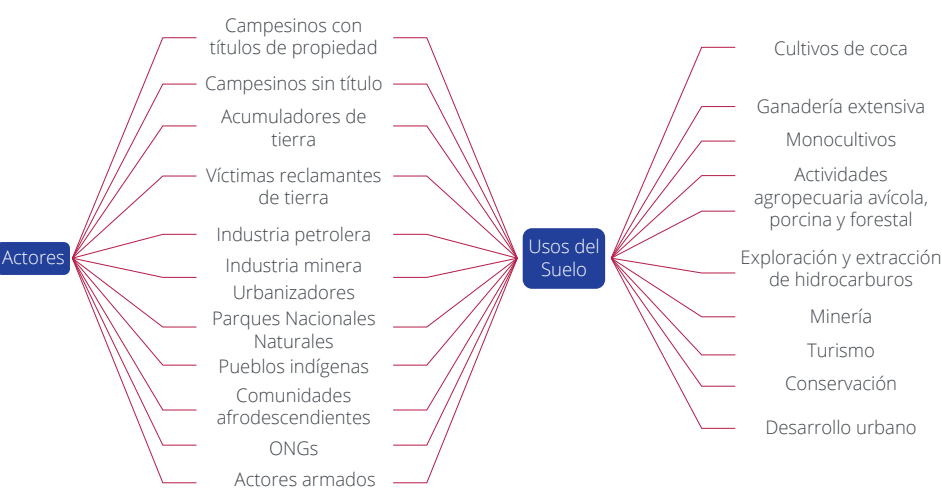 Actores
Campesinos con
títulos de propiedad
Campesinos sin título
Acumuladores de
tierra
Víctimas reclamantes
de tierra
Industria petrolera
Industria minera
Urbanizadores
Parques Nacionales
Naturales
Pueblos indígenas
Comunidades
afrodescendientes
ONGs
Actores armados
Usos del
Suelo
Cultivos de coca
Ganadería extensiva
Monocultivos
Actividades
agropecuaria avícola,
porcina y forestal
Exploración y extracción
de hidrocarburos
Minería
Turismo
Conservación
Desarrollo urbano